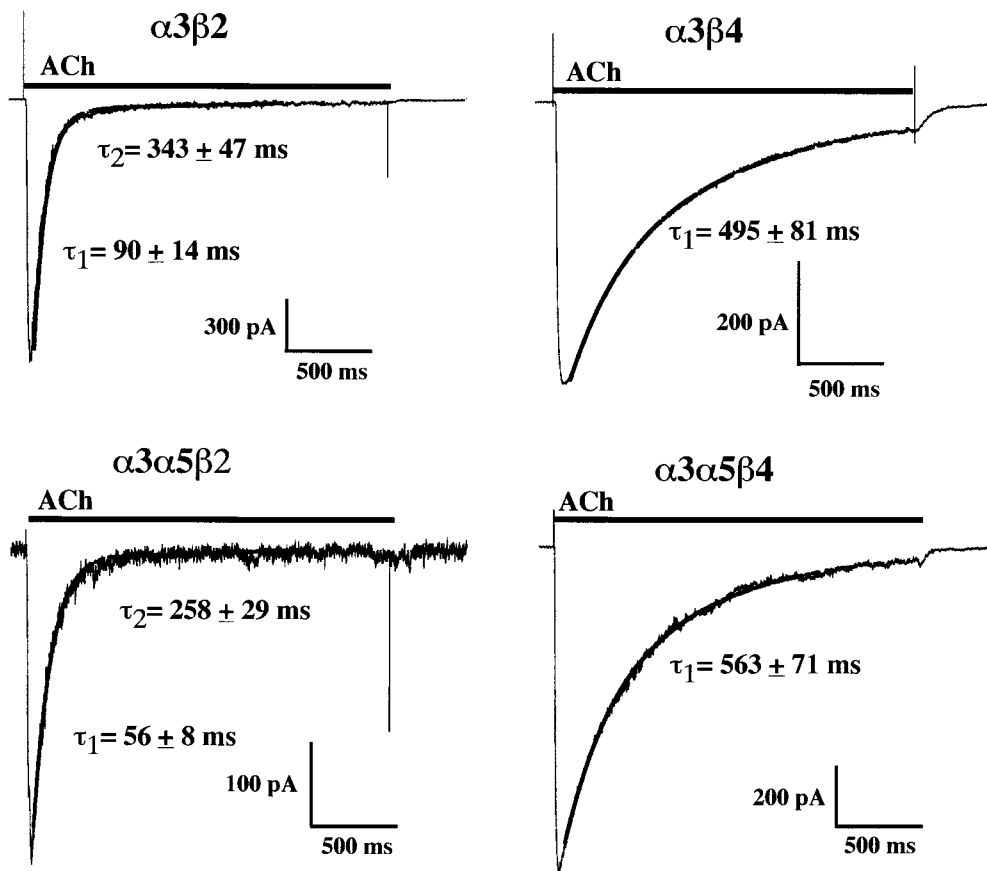 α3β2
ACh
τ2= 343 ± 47 ms
τ1= 90 ± 14 ms
300 pA
500 ms
α3β4
ACh
τ1= 495 ± 81 ms
200 pA
500 ms
α3α5β2
ACh
τ2= 258 ± 29 ms
τ1= 56 ± 8 ms
100 pA
500 ms
α3α5β4
ACh
τ1= 563 ± 71 ms
200 pA
500 ms